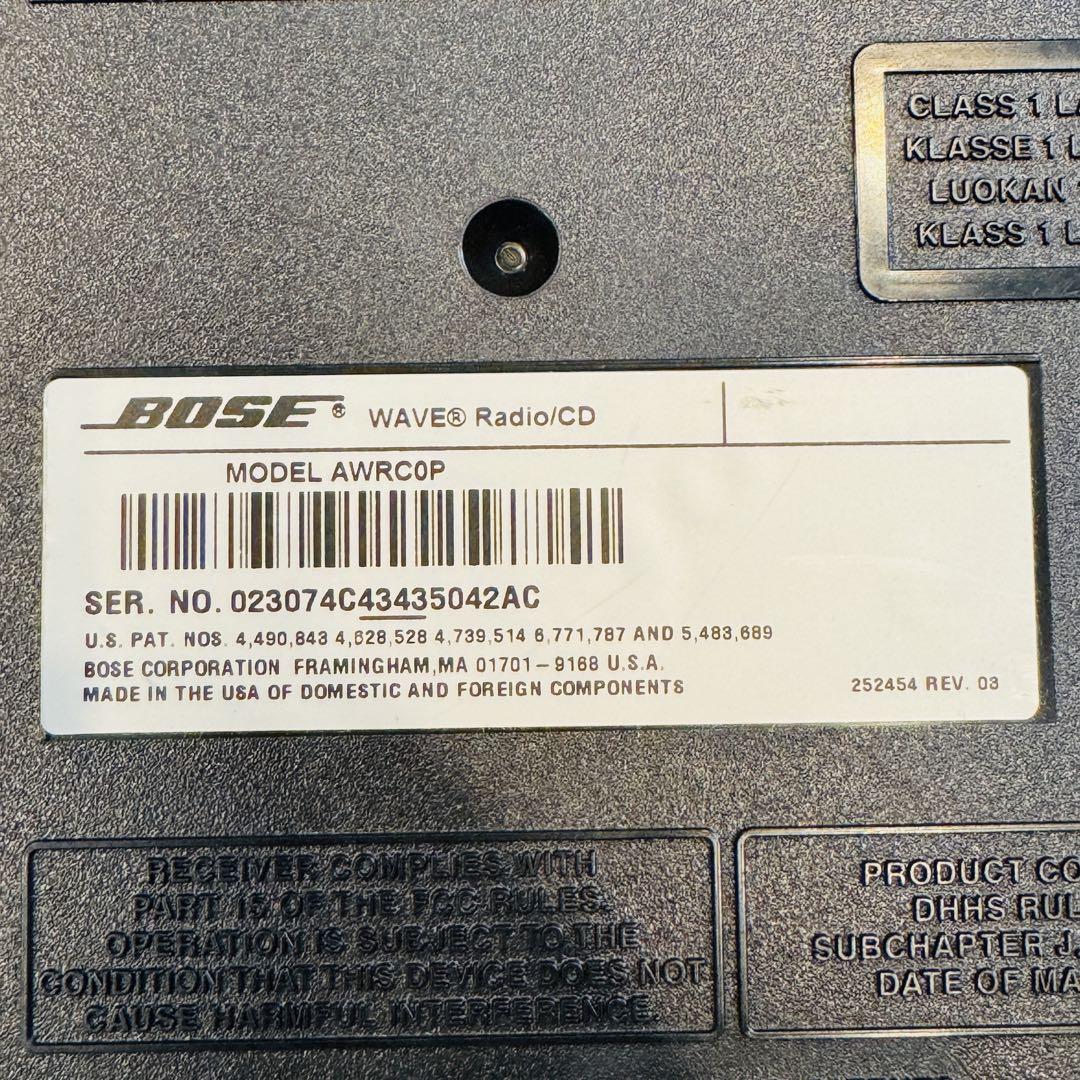 CLASS 1 LA
KLASSE 1 L
LUOKAN 1
KLASS 1 L
BOSE® WAVE® Radio/CD
MODEL AWRC0P
SER. NO. 023074C43435042AC
U.S. PAT. NOS. 4,490,843 4,628,528 4,739,514 6,771,787 AND 5,483,689
BOSE CORPORATION FRAMINGHAM,MA 01701-9168 U.S.A.
MADE IN THE USA OF DOMESTIC AND FOREIGN COMPONENTS
252454 REV. 03
RECEIVER COMPLIES WITH
PART 15 OF THE FCC RULES.
OPERATION IS SUBJECT TO THE
CONDITION THAT THIS DEVICE DOES NOT
CAUSE HARMFUL INTERFERENCE.
PRODUCT CO
DHHS RUL
SUBCHAPTER J,
DATE OF MA